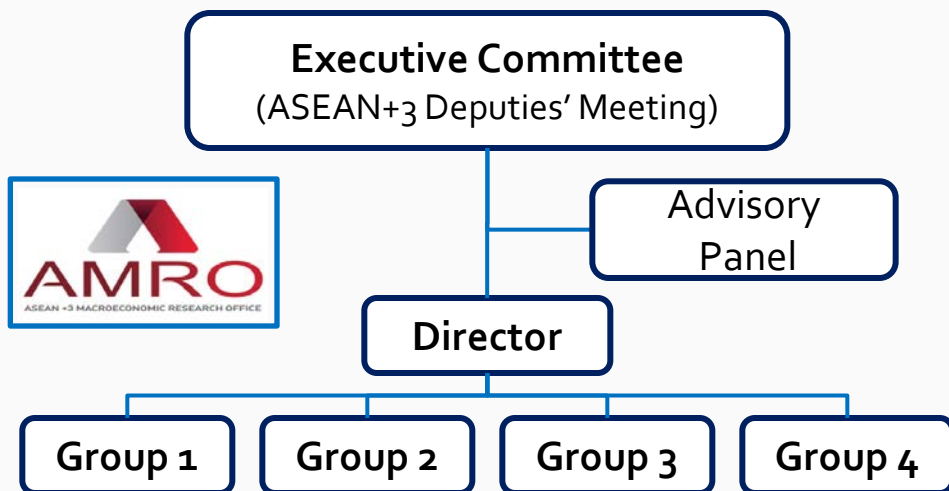 Executive Committee
(ASEAN+3 Deputies’ Meeting)
AMRO
ASEAN +3 MACROECONOMIC RESEARCH OFFICE
Advisory
Panel
Director
Group 1
Group 2
Group 3
Group 4